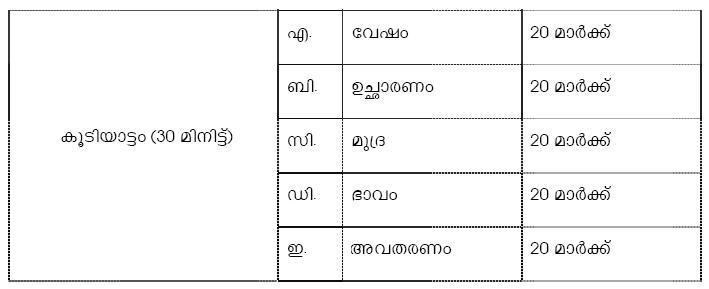 എ. വേഷം 20 മാർക്ക്
ബി. ഉച്ഛാരണം 20 മാർക്ക്
കൂടിയാട്ടം (30 മിനിട്ട്) സി. മുദ്ര 20 മാർക്ക്
ഡി. ഭാവം 20 മാർക്ക്
ഇ. അവതരണം 20 മാർക്ക്